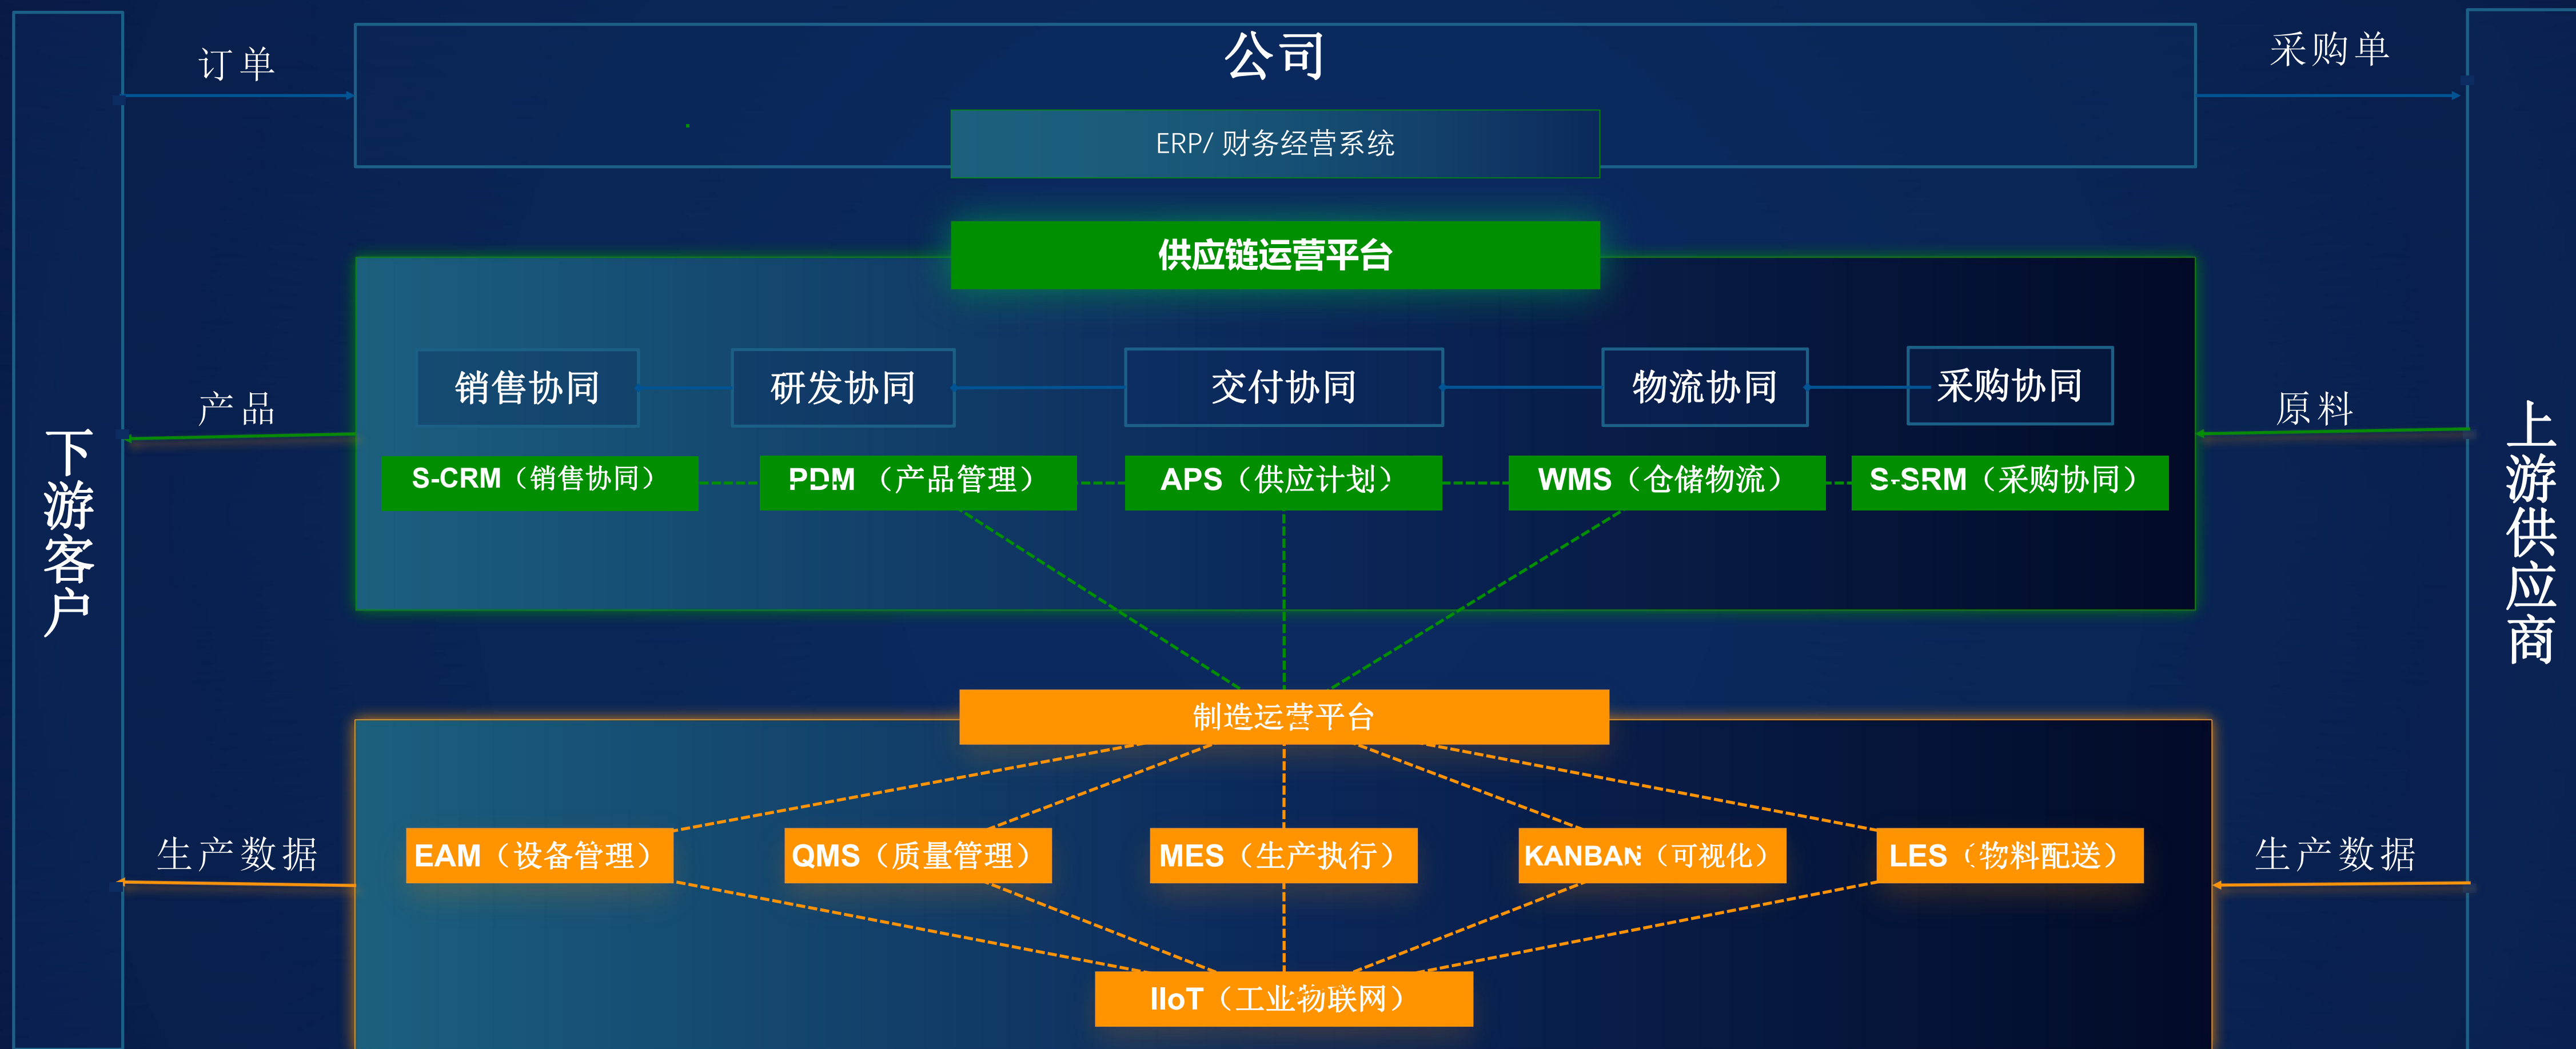 公司
订单
采购单
ERP/ 财务经营系统
供应链运营平台
销售协同
研发协同
交付协同
物流协同
采购协同
产品
原料
S-CRM（销售协同）
PDM （产品管理）
APS（供应计划）
WMS（仓储物流）
S-SRM（采购协同）
下游客户
上游供应商
制造运营平台
生产数据
EAM（设备管理）
QMS（质量管理）
MES（生产执行）
KANBAN（可视化）
LES（物料配送）
生产数据
IIoT（工业物联网）